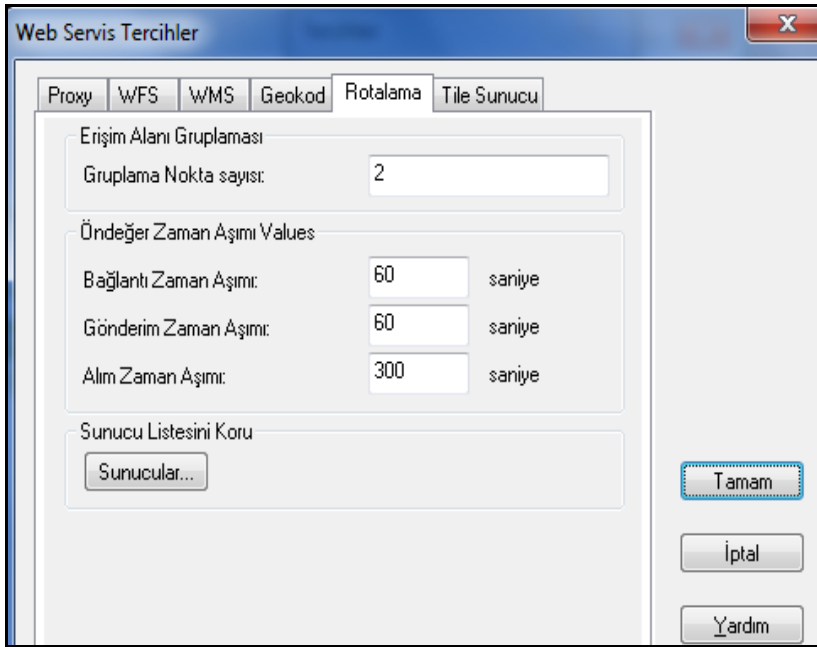 Web Servis Tercihler
Proxy WFS WMS Geokod Rotalama Tile Sunucu
Erişim Alanı Gruplaması
Gruplama Nokta sayısı: 2
Öndeğer Zaman Aşımı Values
Bağlantı Zaman Aşımı: 60 saniye
Gönderim Zaman Aşımı: 60 saniye
Alım Zaman Aşımı: 300 saniye
Sunucu Listesini Koru
Sunucular...
Tamam
İptal
Yardım